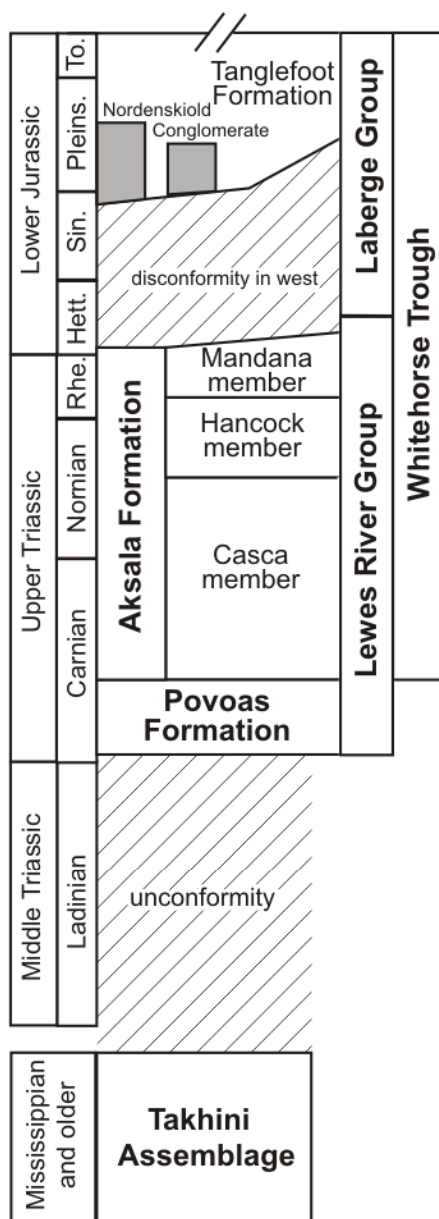 Lower Jurassic
To.
Pleins.
Sin.
Hett.
Upper Triassic
Rhe.
Nornian
Carnian
Middle Triassic
Ladinian
Mississippian
and older
Tanglefoot
Formation
Nordenskiold
Conglomerate
disconformity in west
Aksala Formation
Mandana
member
Hancock
member
Casca
member
Povoas
Formation
unconformity
Takhini
Assemblage
Laberge Group
Lewes River Group
Whitehorse Trough